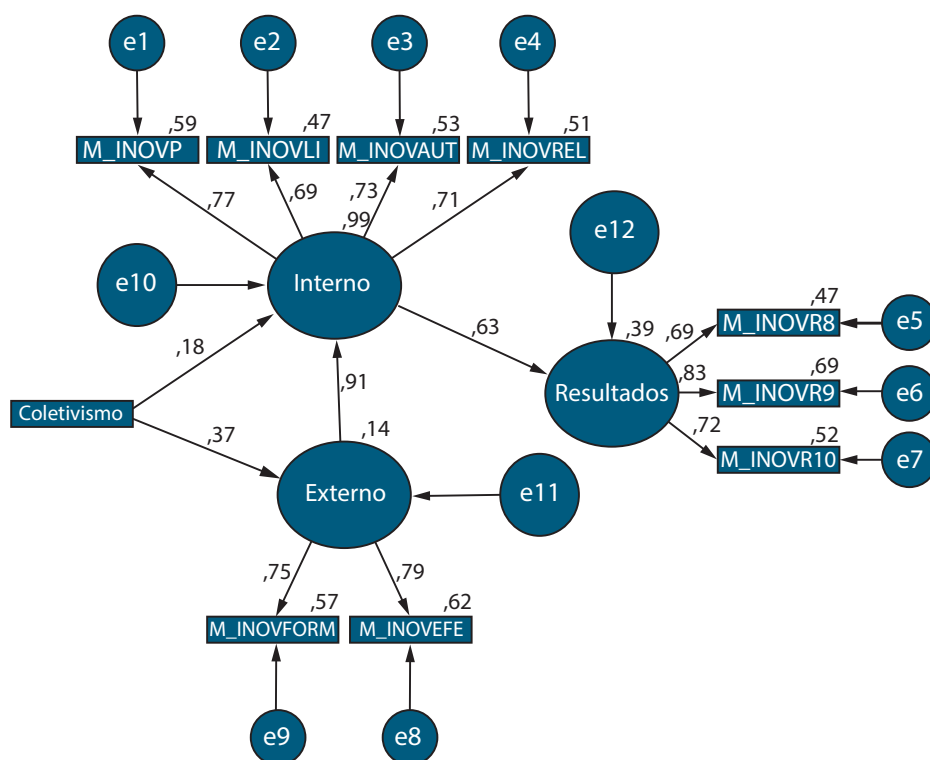 e1
e2
e3
e4
,59
,47
,53
,51
M_INOVP
M_INOVLI
M_INOVAUT
M_INOVREL
,77
,69
,73
,71
,99
e12
e10
Interno
,47
M_INOVR8
e5
,63
,39
,69
,18
,69
,91
,83
Resultados
M_INOVR9
e6
Coletivismo
,72
,52
,37
,14
M_INOVR10
e7
Externo
e11
,75
,79
,57
,62
M_INOVFORM
M_INOVEFE
e9
e8